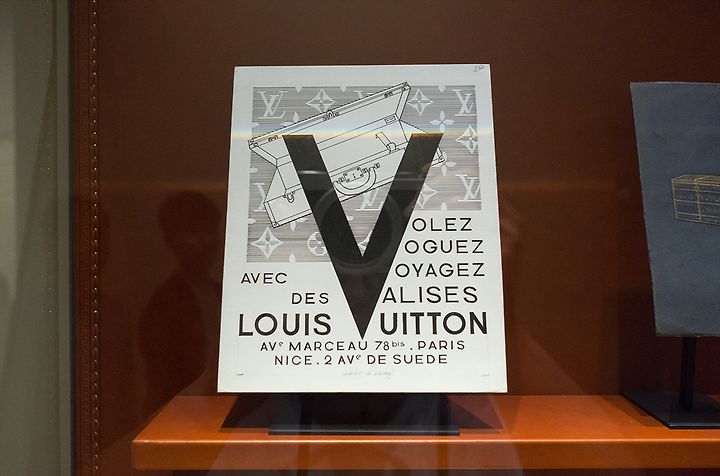 VOLEZ
VOGUEZ
AVEC VOYAGEZ
DES VALISES
LOUIS VUITTON
AVe MARCEAU 78bis. PARIS
NICE. 2 AVe DE SUEDE